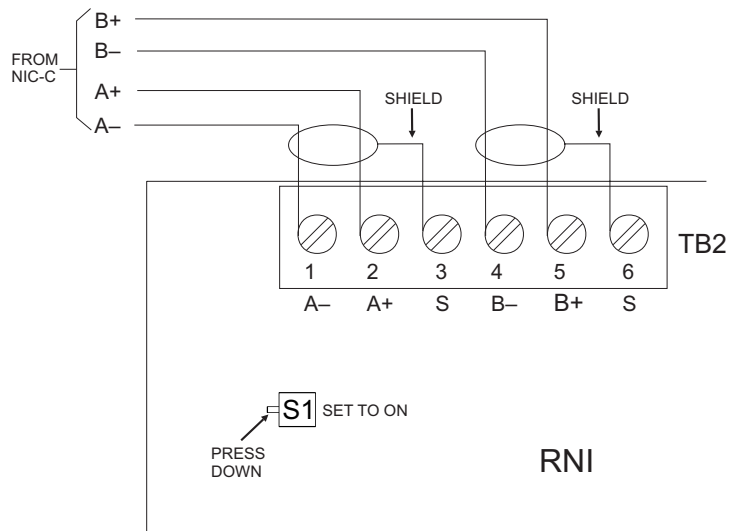 B+
FROM
NIC-C
B–
A+
A–
SHIELD
SHIELD
TB2
1 2 3 4 5 6
A– A+ S B– B+ S
S1 SET TO ON
PRESS
DOWN
RNI